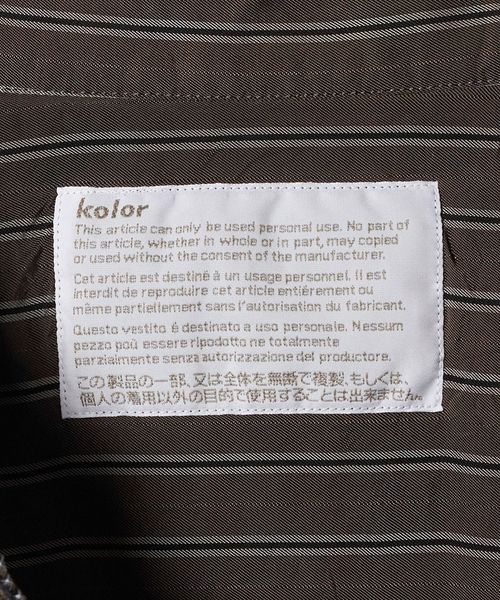 kolor
This article can only be used personal use. No part of
this article, whether in whole or in part, may copied
or used without the consent of the manufacturer.
Cet article est destiné à un usage personnel. Il est
interdit de reproduire cet article entiérement ou
même partiellement sans l'autorisation du fabricant.
Questo vestito é destinato a uso personale. Nessum
pezzo può essere ripodotto ne totalmente
parzialmente senza autorizzazione del productore.
この製品の一部、又は全体を無断で複製、もしくは、
個人の着用以外の目的で使用することは出来ません。